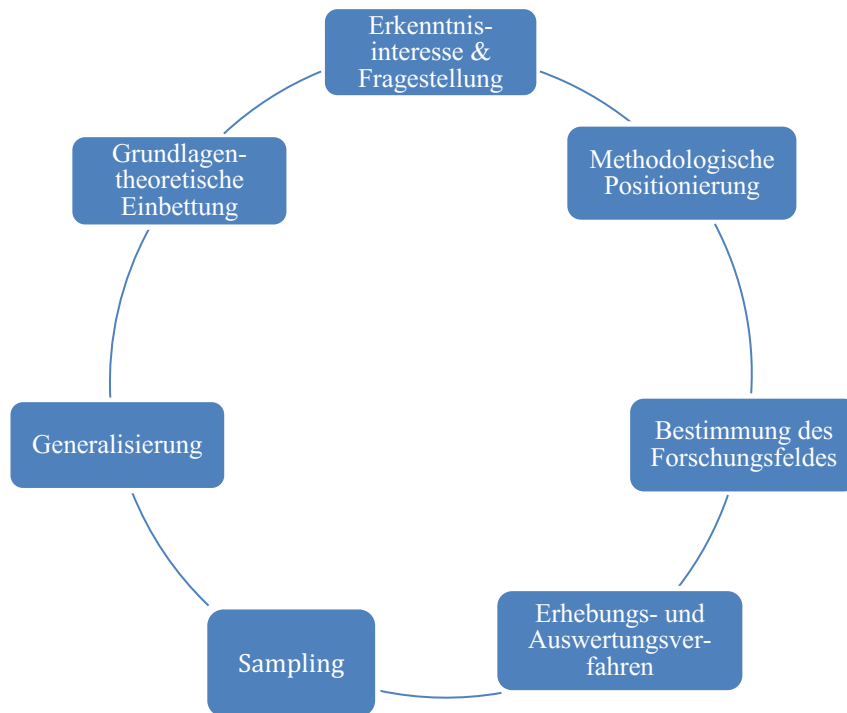 Erkenntnis-
interesse &
Fragestellung
Methodologische
Positionierung
Bestimmung des
Forschungsfeldes
Erhebungs- und
Auswertungsver-
fahren
Sampling
Generalisierung
Grundlagen-
theoretische
Einbettung